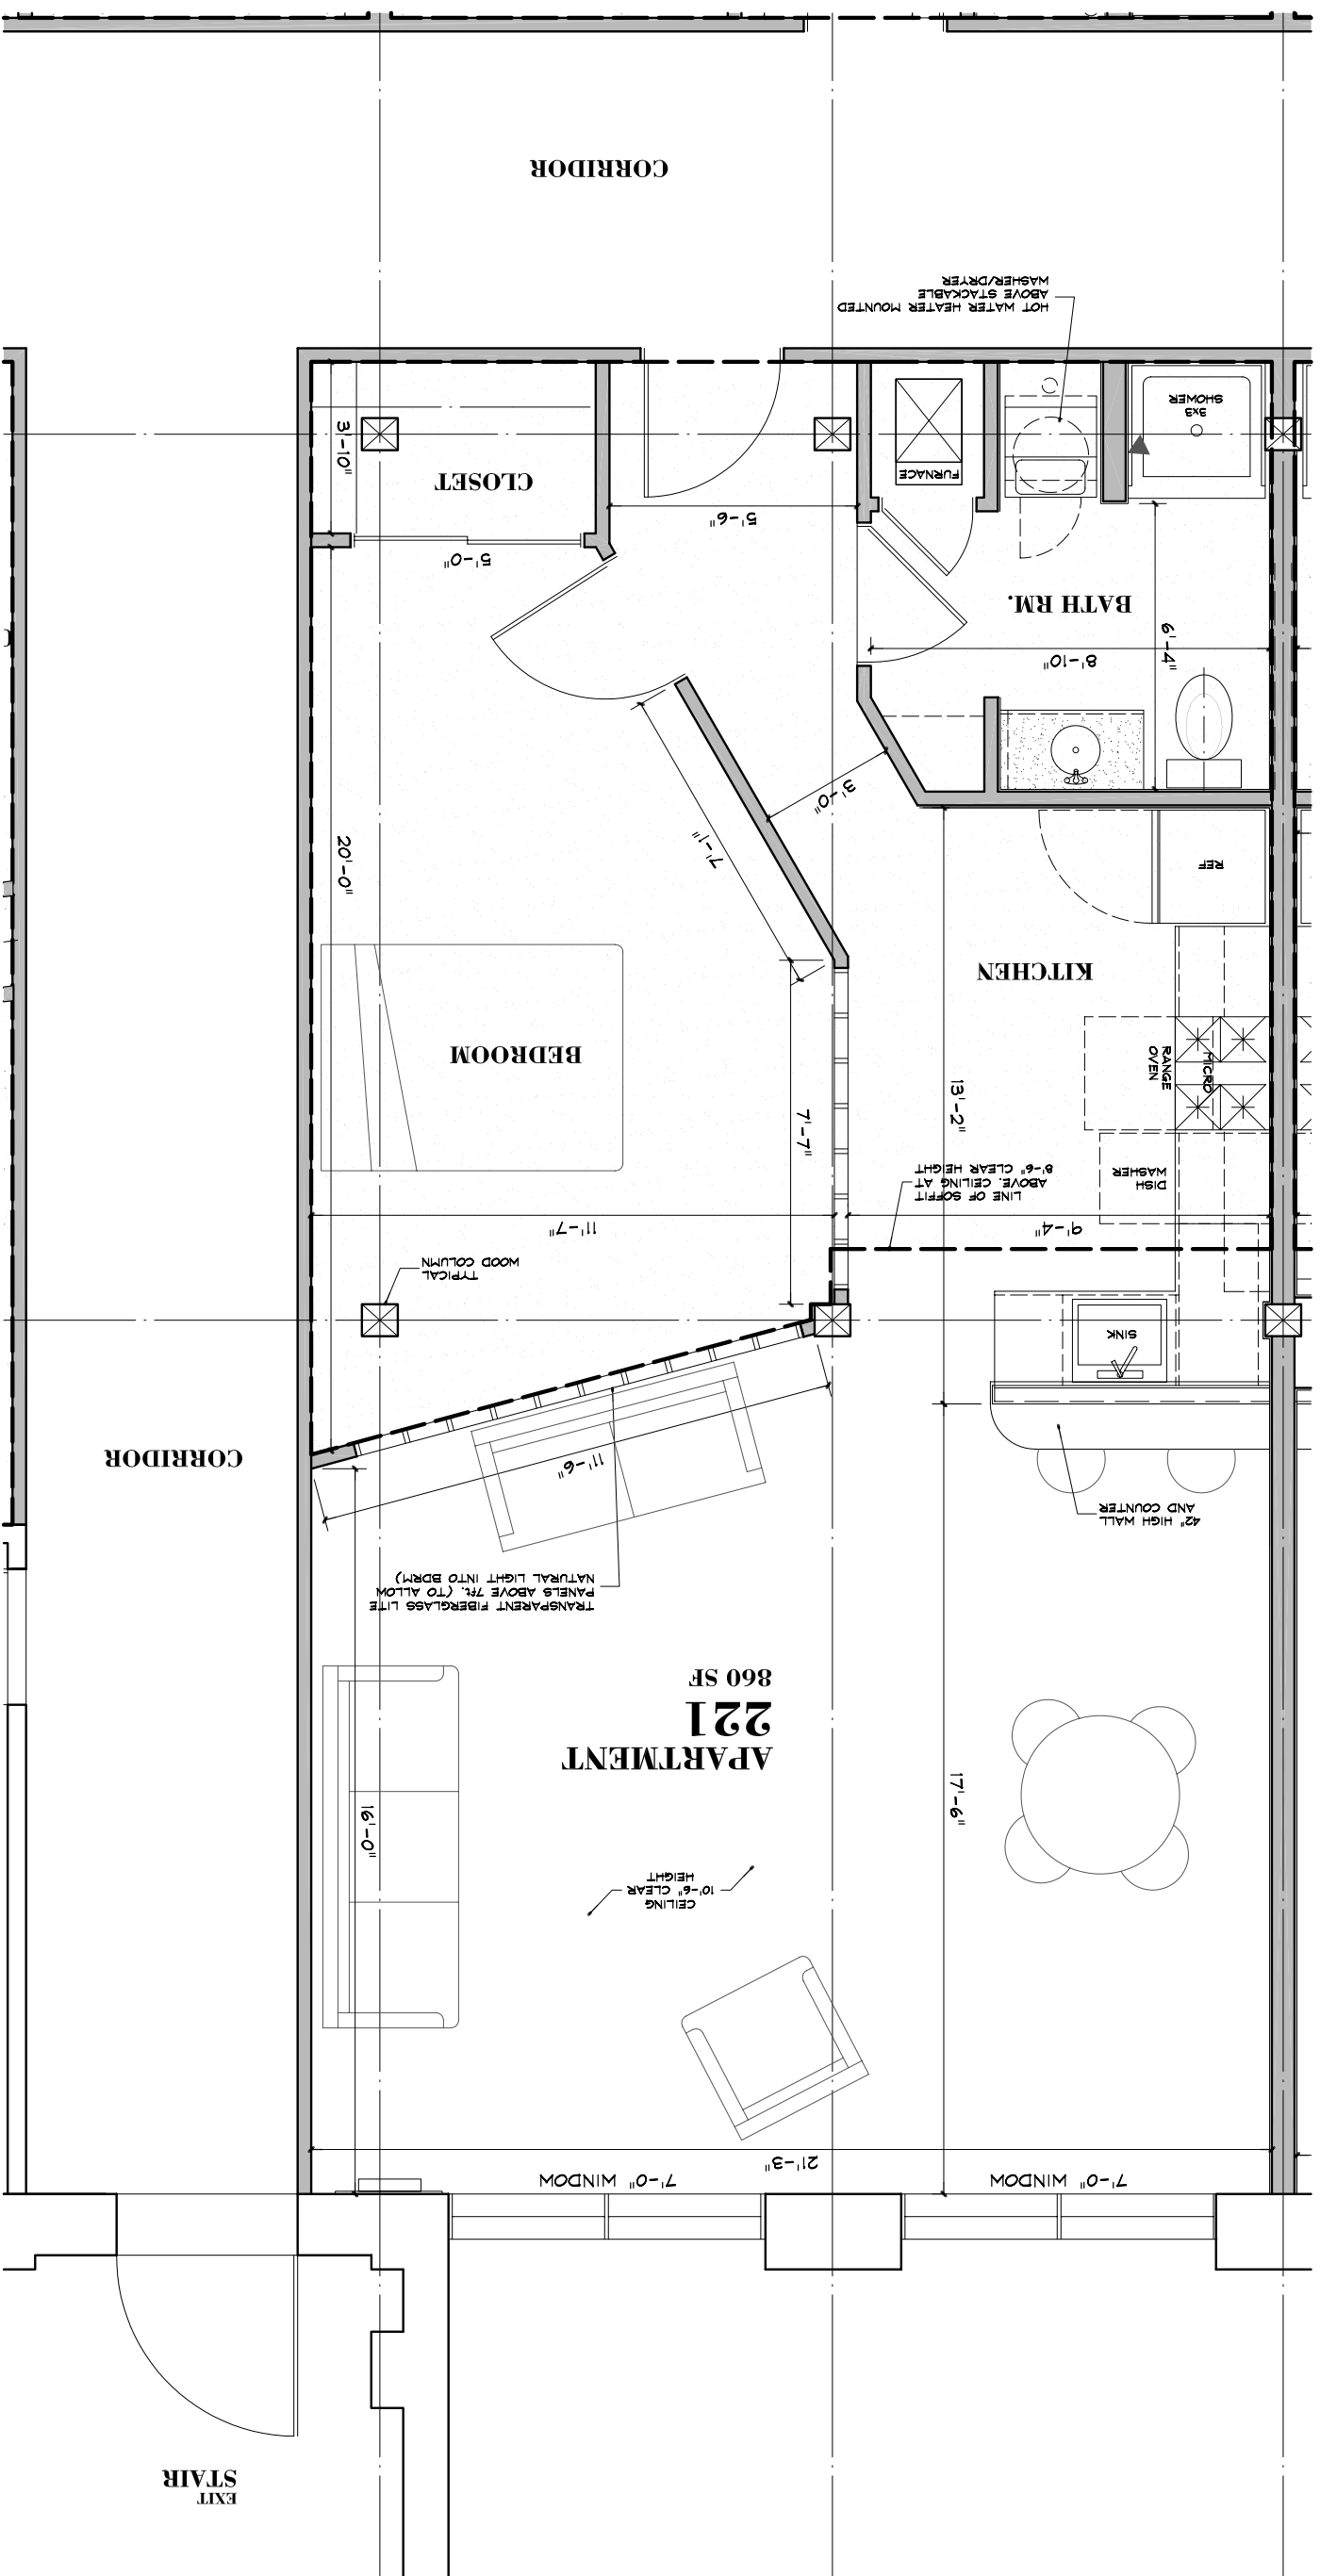 EXIT
STAIR
7'-0" WINDOW
7'-0" WINDOW
21'-3"
CEILING
10'-6" CLEAR
HEIGHT
17'-6"
16'-0"
APARTMENT
221
860 SF
TRANSPARENT FIBERGLASS LITE
PANELS ABOVE 7ft. (TO ALLOW
NATURAL LIGHT INTO BDRM)
42" HIGH WALL
AND COUNTER
CORRIDOR
11'-6"
SINK
TYPICAL
WOOD COLUMN
9'-4"
11'-7"
LINE OF SOFFIT
ABOVE. CEILING AT
8'-6" CLEAR HEIGHT
DISH
WASHER
7'-7"
13'-2"
RANGE
OVEN
MICRO
BEDROOM
KITCHEN
REF
20'-0"
7'-1"
3'-0"
8'-10"
6'-4"
BATH RM.
5'-0"
5'-6"
CLOSET
FURNACE
3'-10"
3x3
SHOWER
HOT WATER HEATER MOUNTED
ABOVE STACKABLE
WASHER/DRYER
CORRIDOR